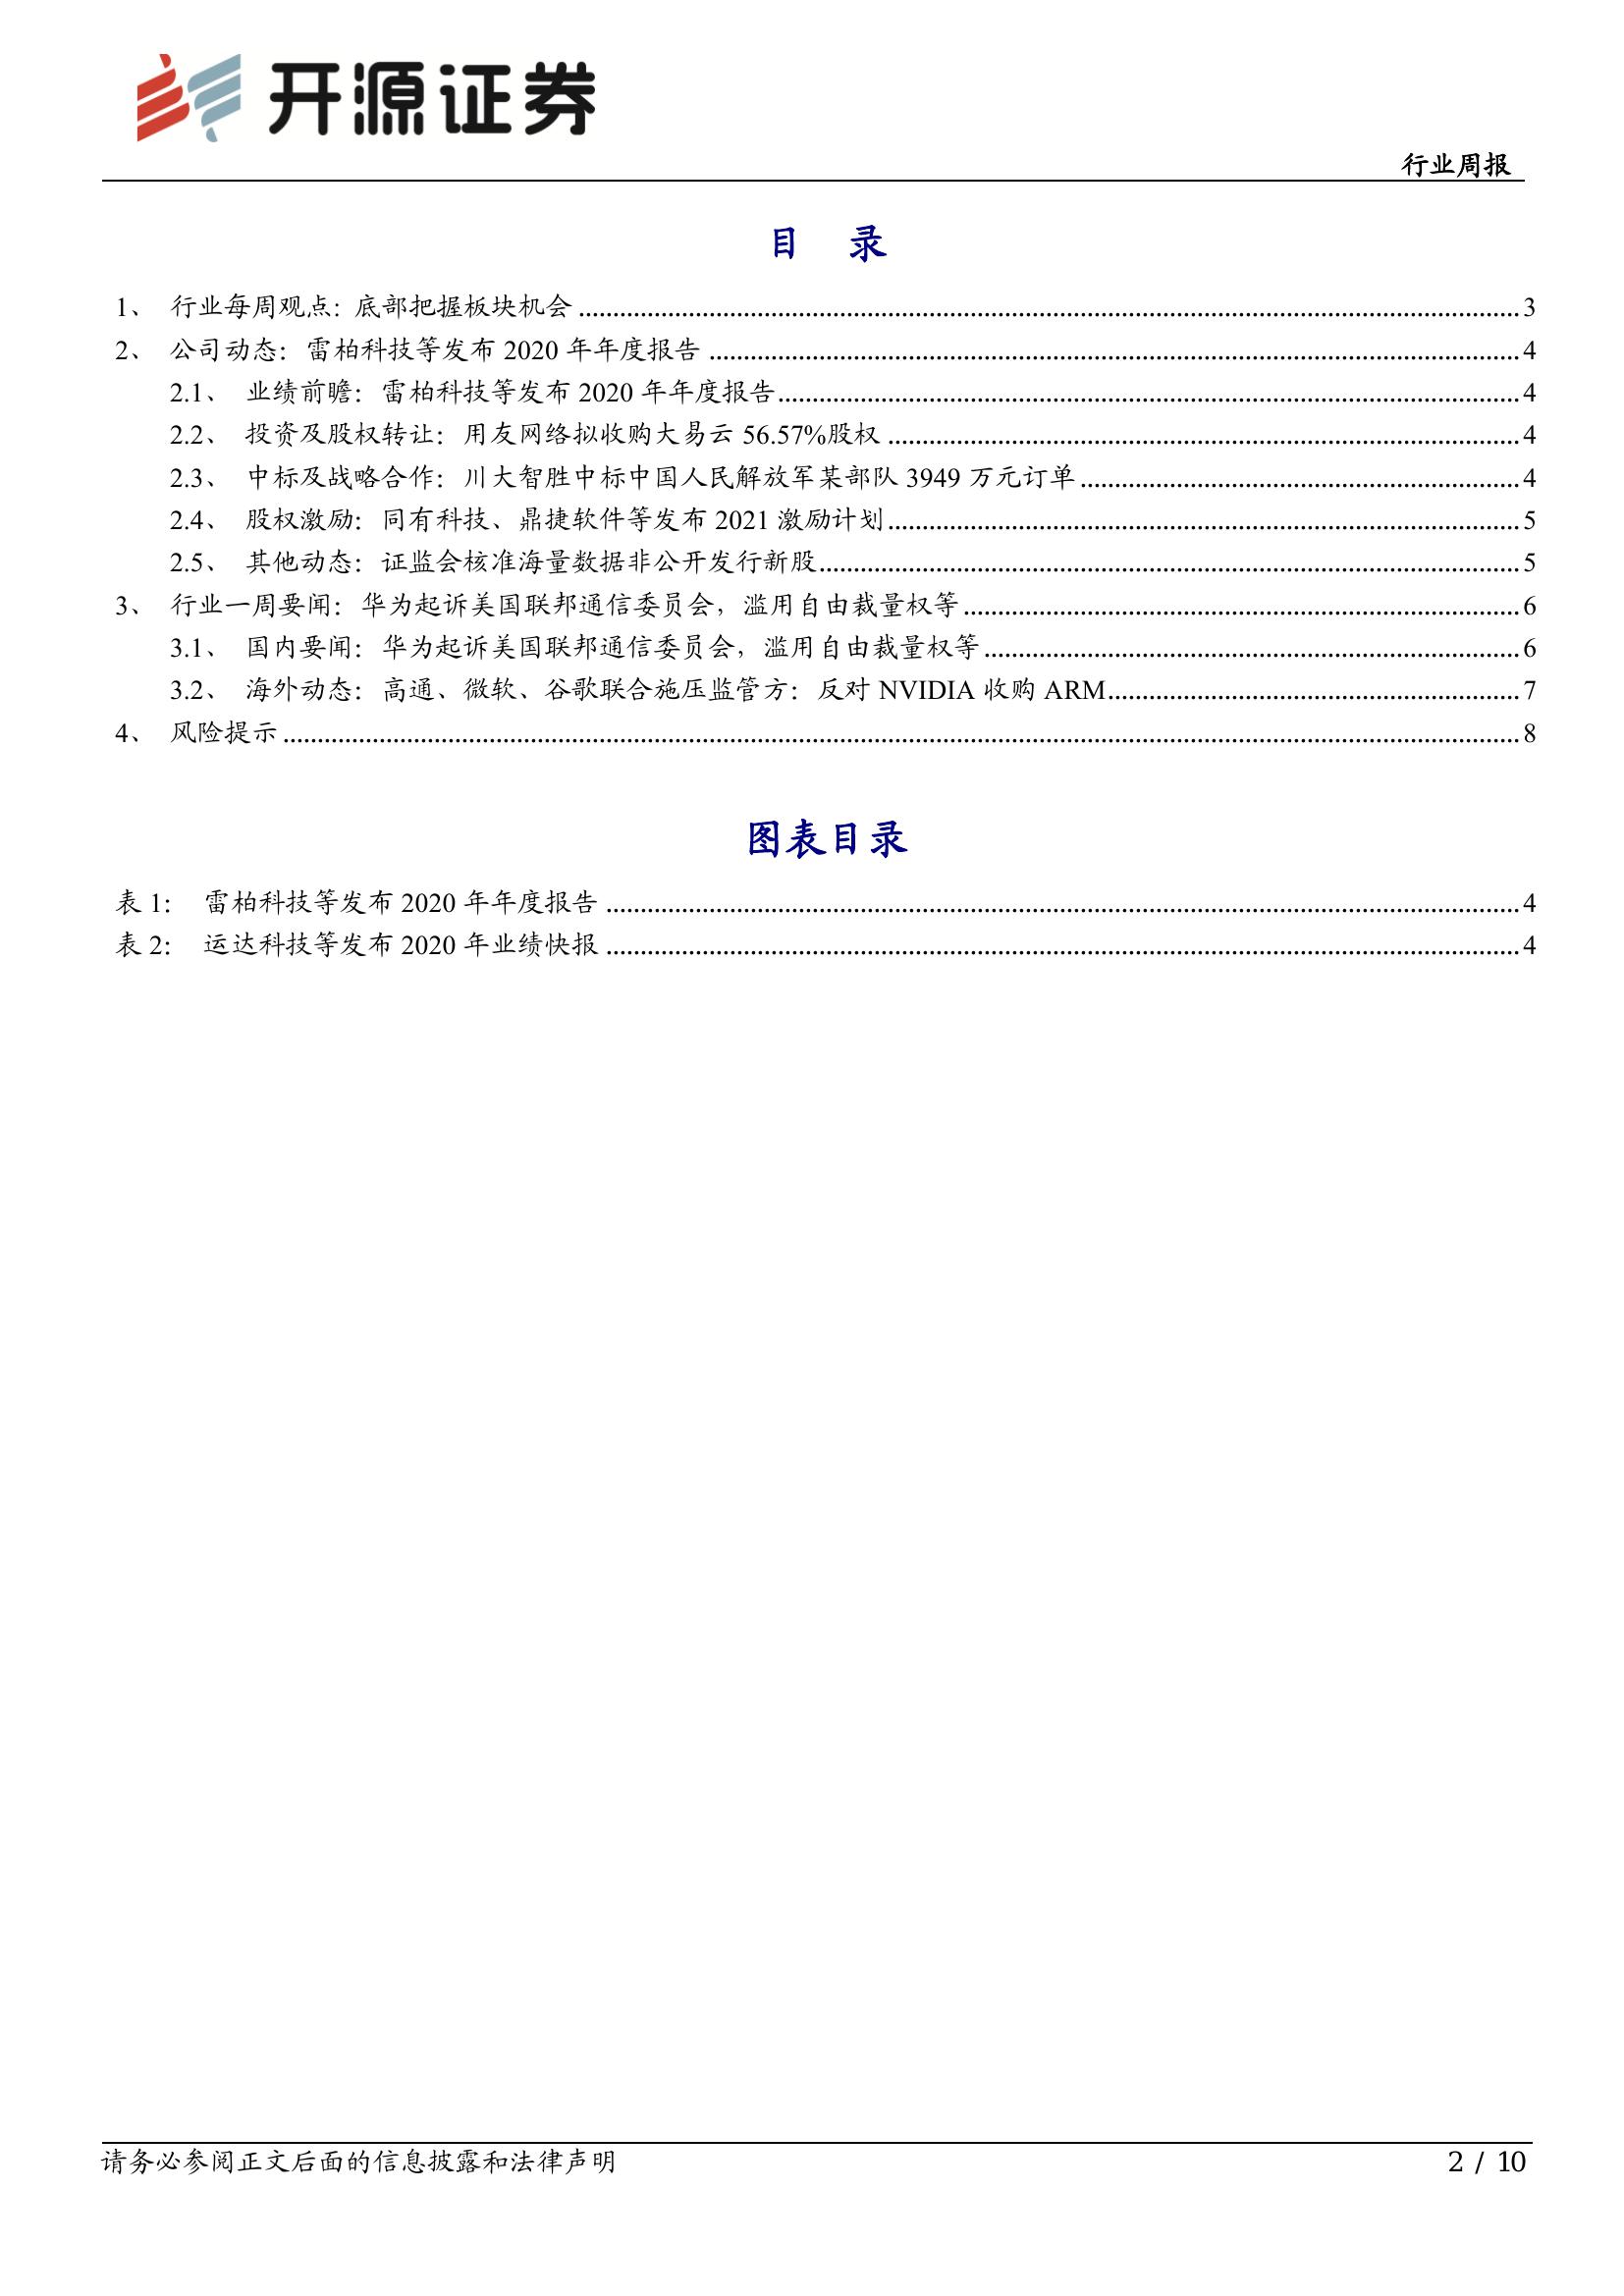 开源证券
行业周报
目 录
1、 行业每周观点：底部把握板块机会 ........ 3
2、 公司动态：雷柏科技等发布 2020 年年度报告 ........ 4
2.1、 业绩前瞻：雷柏科技等发布 2020 年年度报告 ........ 4
2.2、 投资及股权转让：用友网络拟收购大易云 56.57%股权 ........ 4
2.3、 中标及战略合作：川大智胜中标中国人民解放军某部队 3949 万元订单 ........ 4
2.4、 股权激励：同有科技、鼎捷软件等发布 2021 激励计划 ........ 5
2.5、 其他动态：证监会核准海量数据非公开发行新股 ........ 5
3、 行业一周要闻：华为起诉美国联邦通信委员会，滥用自由裁量权等 ........ 6
3.1、 国内要闻：华为起诉美国联邦通信委员会，滥用自由裁量权等 ........ 6
3.2、 海外动态：高通、微软、谷歌联合施压监管方：反对 NVIDIA 收购 ARM ........ 7
4、 风险提示 ........ 8
图表目录
表 1： 雷柏科技等发布 2020 年年度报告 ........ 4
表 2： 运达科技等发布 2020 年业绩快报 ........ 4
请务必参阅正文后面的信息披露和法律声明
2 / 10